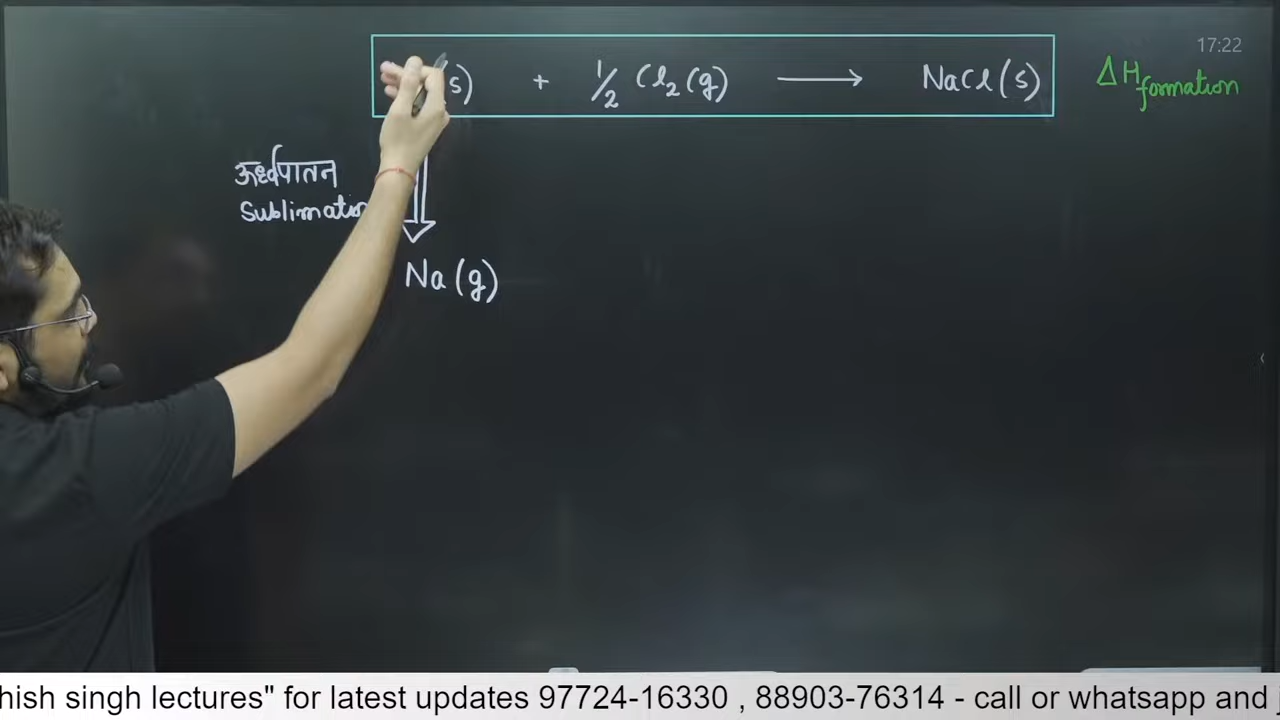 17:22
(s) + 1/2 Cl₂(g) ⟶ NaCl(s) ΔH formation
ऊर्ध्वपातन
Sublimation
Na(g)
hish singh lectures" for latest updates 97724-16330 , 88903-76314 - call or whatsapp and